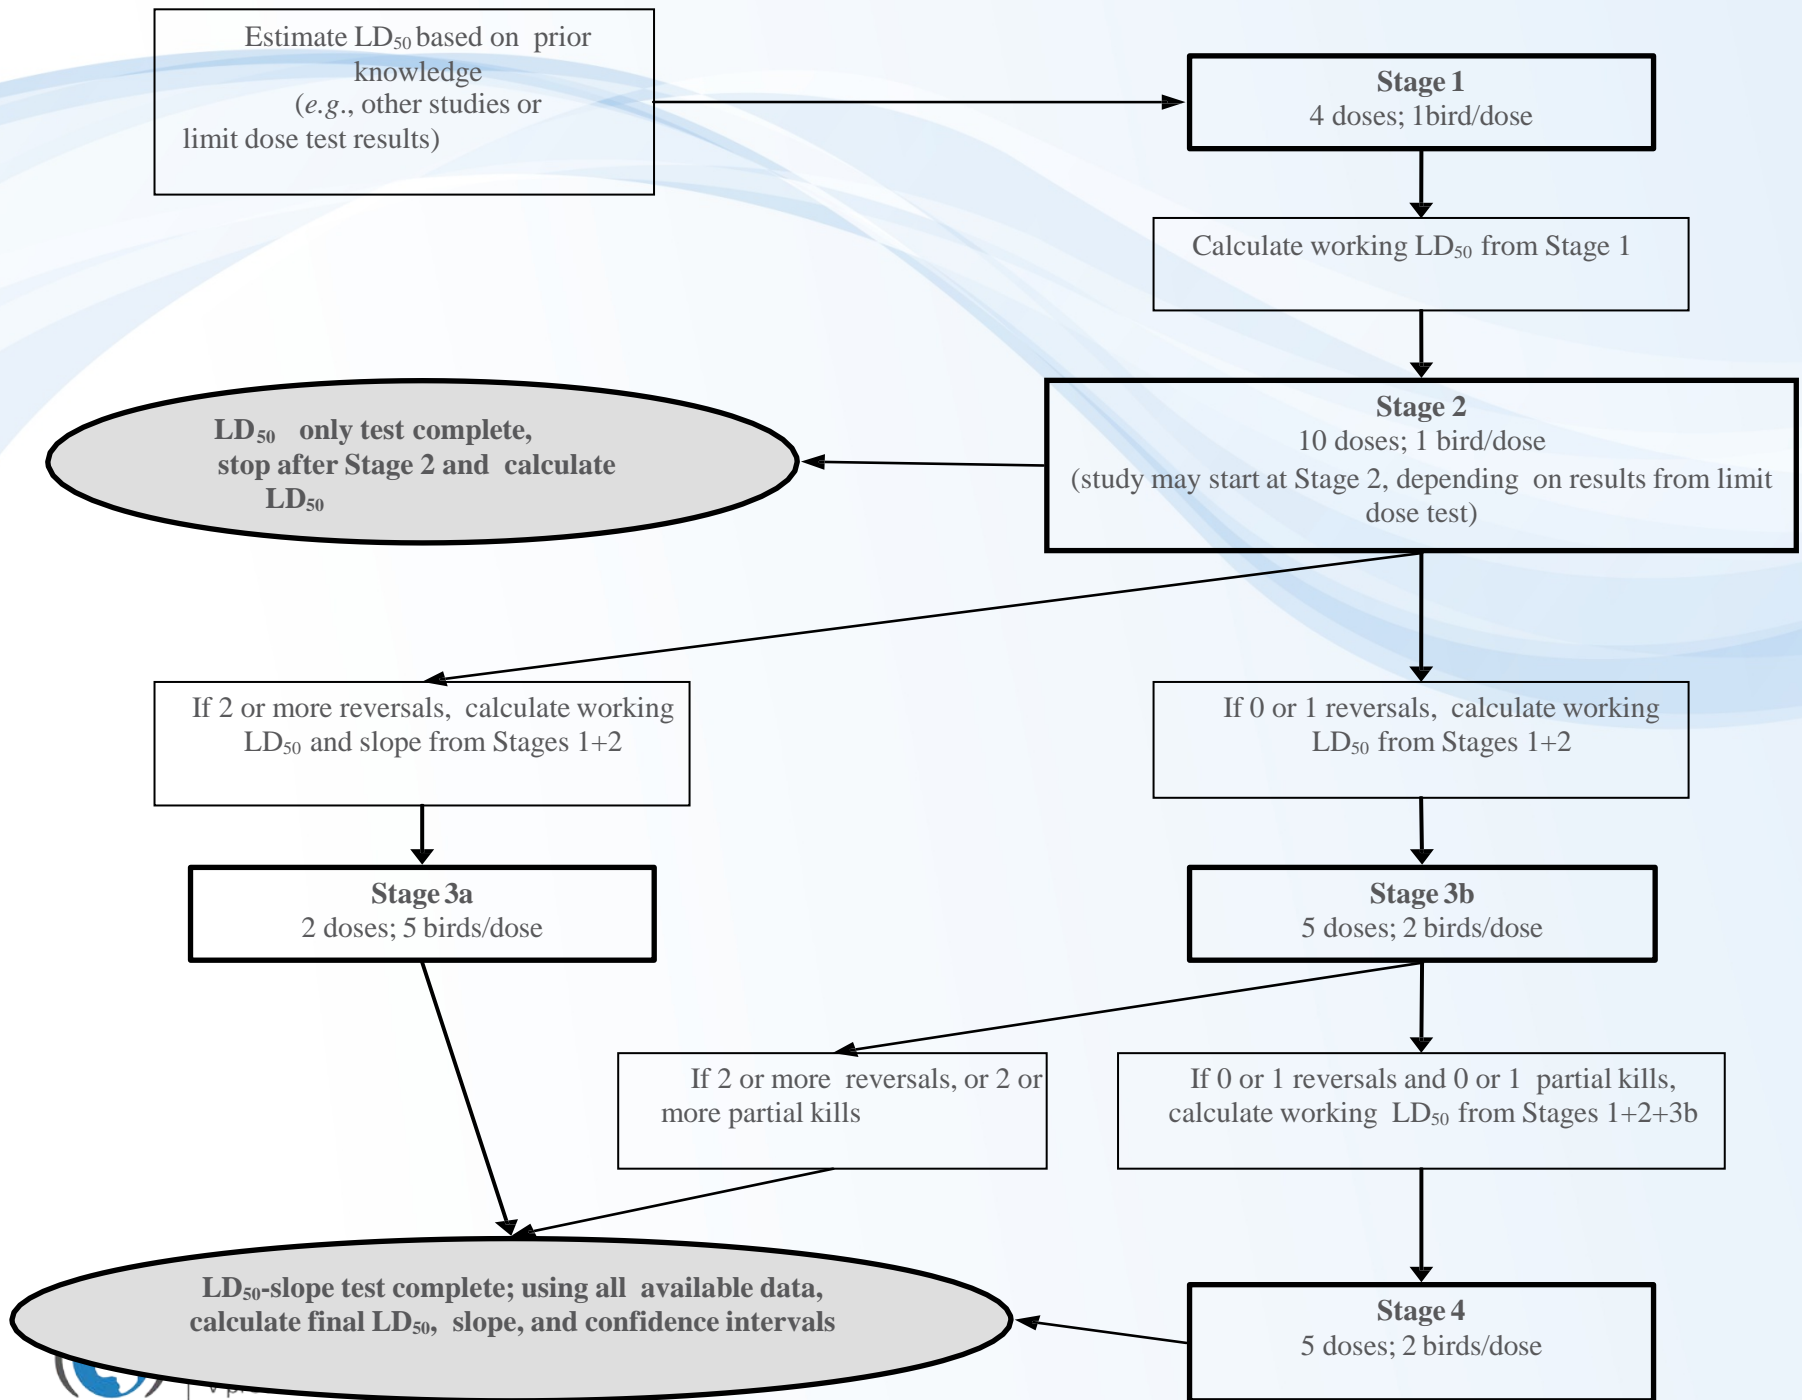 Estimate LD50 based on prior
knowledge
(e.g., other studies or
limit dose test results)
Stage 1
4 doses; 1bird/dose
Calculate working LD50 from Stage 1
Stage 2
10 doses; 1 bird/dose
(study may start at Stage 2, depending on results from limit
dose test)
LD50 only test complete,
stop after Stage 2 and calculate
LD50
If 2 or more reversals, calculate working
LD50 and slope from Stages 1+2
If 0 or 1 reversals, calculate working
LD50 from Stages 1+2
Stage 3a
2 doses; 5 birds/dose
Stage 3b
5 doses; 2 birds/dose
If 2 or more reversals, or 2 or
more partial kills
If 0 or 1 reversals and 0 or 1 partial kills,
calculate working LD50 from Stages 1+2+3b
LD50-slope test complete; using all available data,
calculate final LD50, slope, and confidence intervals
Stage 4
5 doses; 2 birds/dose